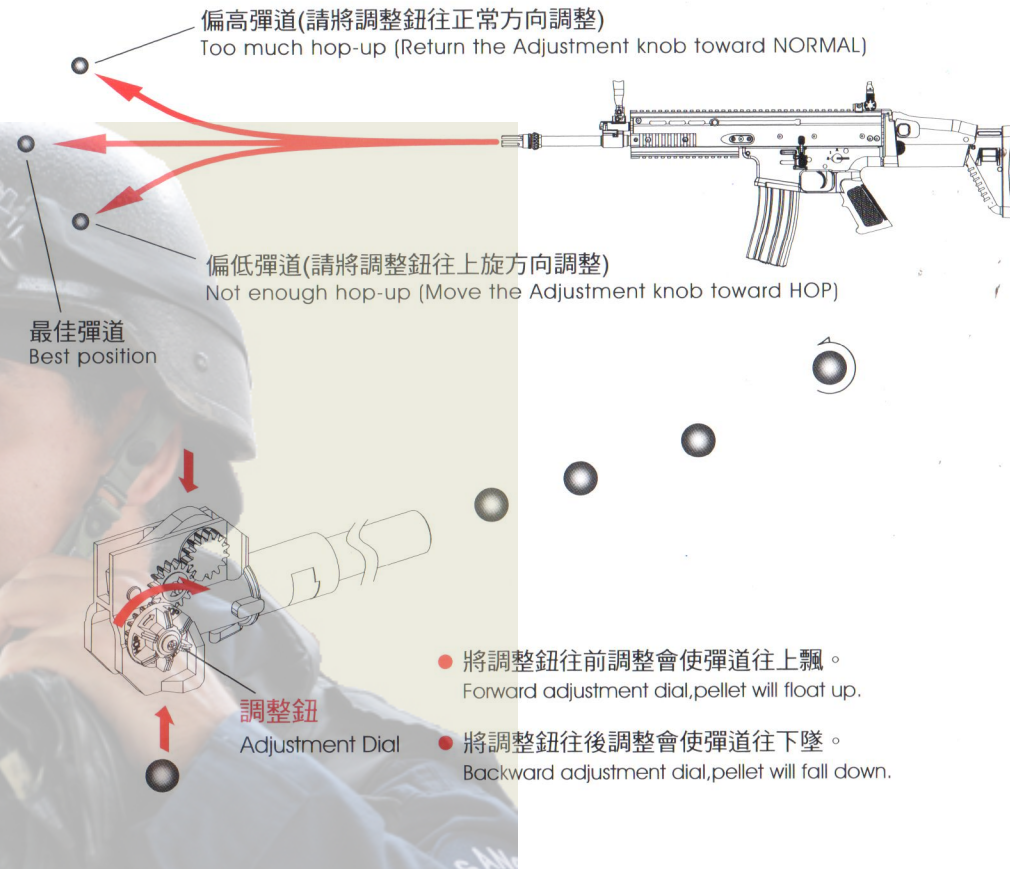 偏高彈道(請將調整鈕往正常方向調整)
Too much hop-up (Return the Adjustment knob toward NORMAL)
偏低彈道(請將調整鈕往上旋方向調整)
Not enough hop-up (Move the Adjustment knob toward HOP)
最佳彈道
Best position
將調整鈕往前調整會使彈道往上飄。
Forward adjustment dial,pellet will float up.
調整鈕
Adjustment Dial
將調整鈕往後調整會使彈道往下墜。
Backward adjustment dial,pellet will fall down.
HOP